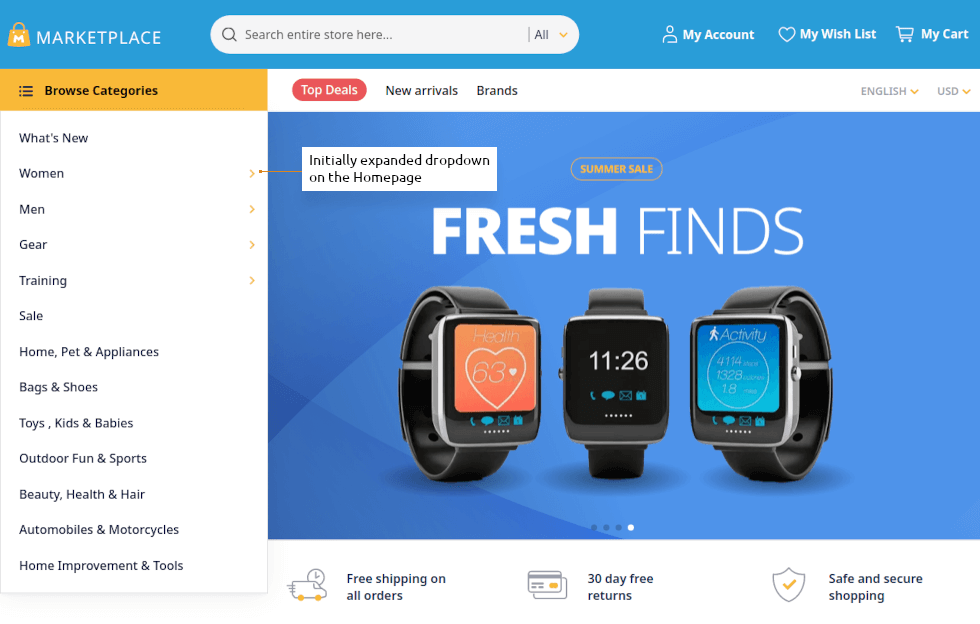 MARKETPLACE
Search entire store here...
All
My Account
My Wish List
My Cart
Browse Categories
Top Deals
New arrivals
Brands
ENGLISH
USD
What's New
Women
Men
Gear
Training
Sale
Home, Pet & Appliances
Bags & Shoes
Toys , Kids & Babies
Outdoor Fun & Sports
Beauty, Health & Hair
Automobiles & Motorcycles
Home Improvement & Tools
Initially expanded dropdown
on the Homepage
SUMMER SALE
FRESH FINDS
Health
63
11:26
Activity
4114 steps
1328 calories
1.8 miles
Free shipping on
all orders
30 day free
returns
Safe and secure
shopping